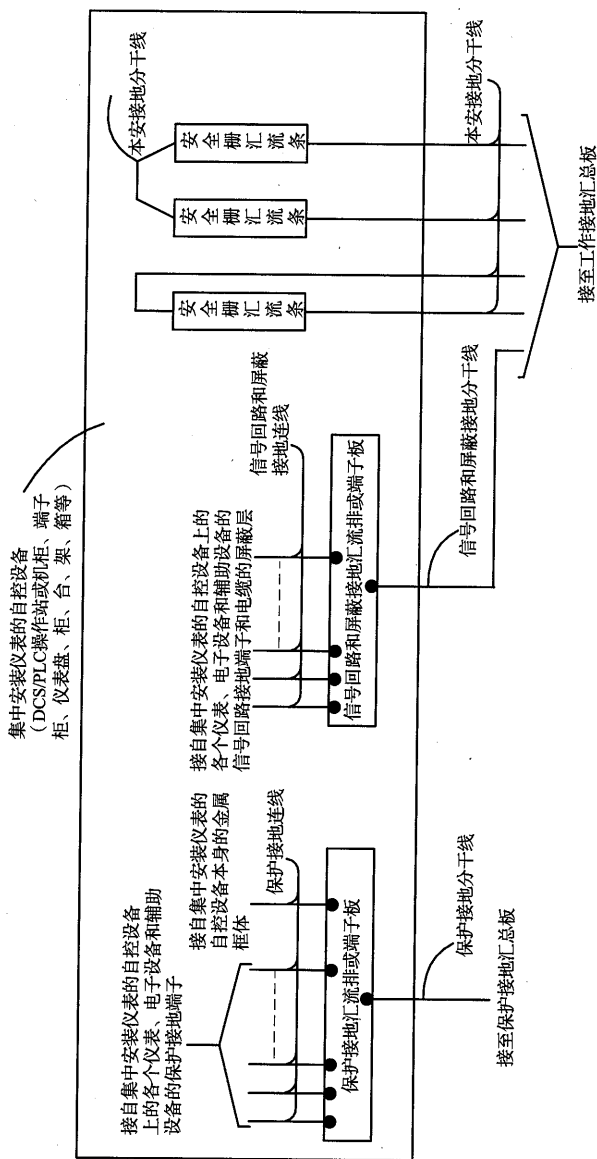 集中安装仪表的自控设备
（DCS/PLC操作站或机柜、端子
柜、仪表盘、柜、台、架、箱等）
接自集中安装仪表的自控设备
上的各个仪表、电子设备和辅助
设备的保护接地端子
接自集中安装仪表的
自控设备本身的金属
框体
保护接地连线
保护接地汇流排或端子板
保护接地分干线
接至保护接地汇总板
接自集中安装仪表的自控设备上的
各个仪表、电子设备和辅助设备的
信号回路接地端子和电缆的屏蔽层
信号回路和屏蔽
接地连线
信号回路和屏蔽接地汇流排或端子板
信号回路和屏蔽接地分干线
安全栅汇流条
安全栅汇流条
安全栅汇流条
本安接地分干线
本安接地分干线
接至工作接地汇总板